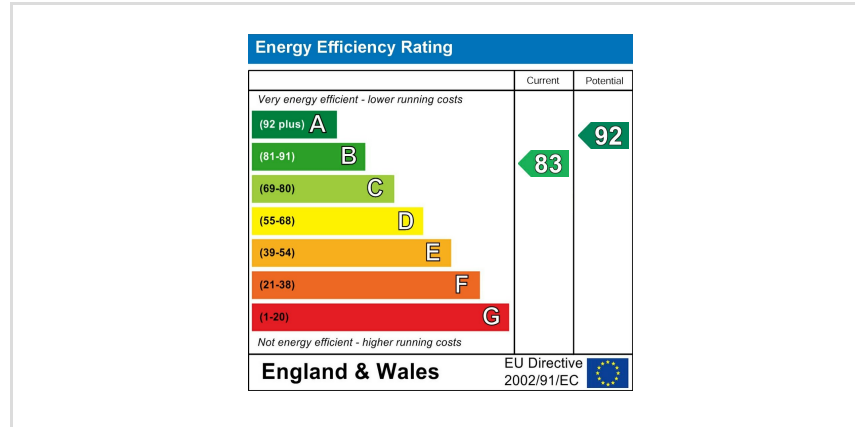 Energy Efficiency Rating
Current Potential
Very energy efficient - lower running costs
(92 plus) A
92
(81-91) B
83
(69-80) C
(55-68) D
(39-54) E
(21-38) F
(1-20) G
Not energy efficient - higher running costs
England & Wales
EU Directive
2002/91/EC